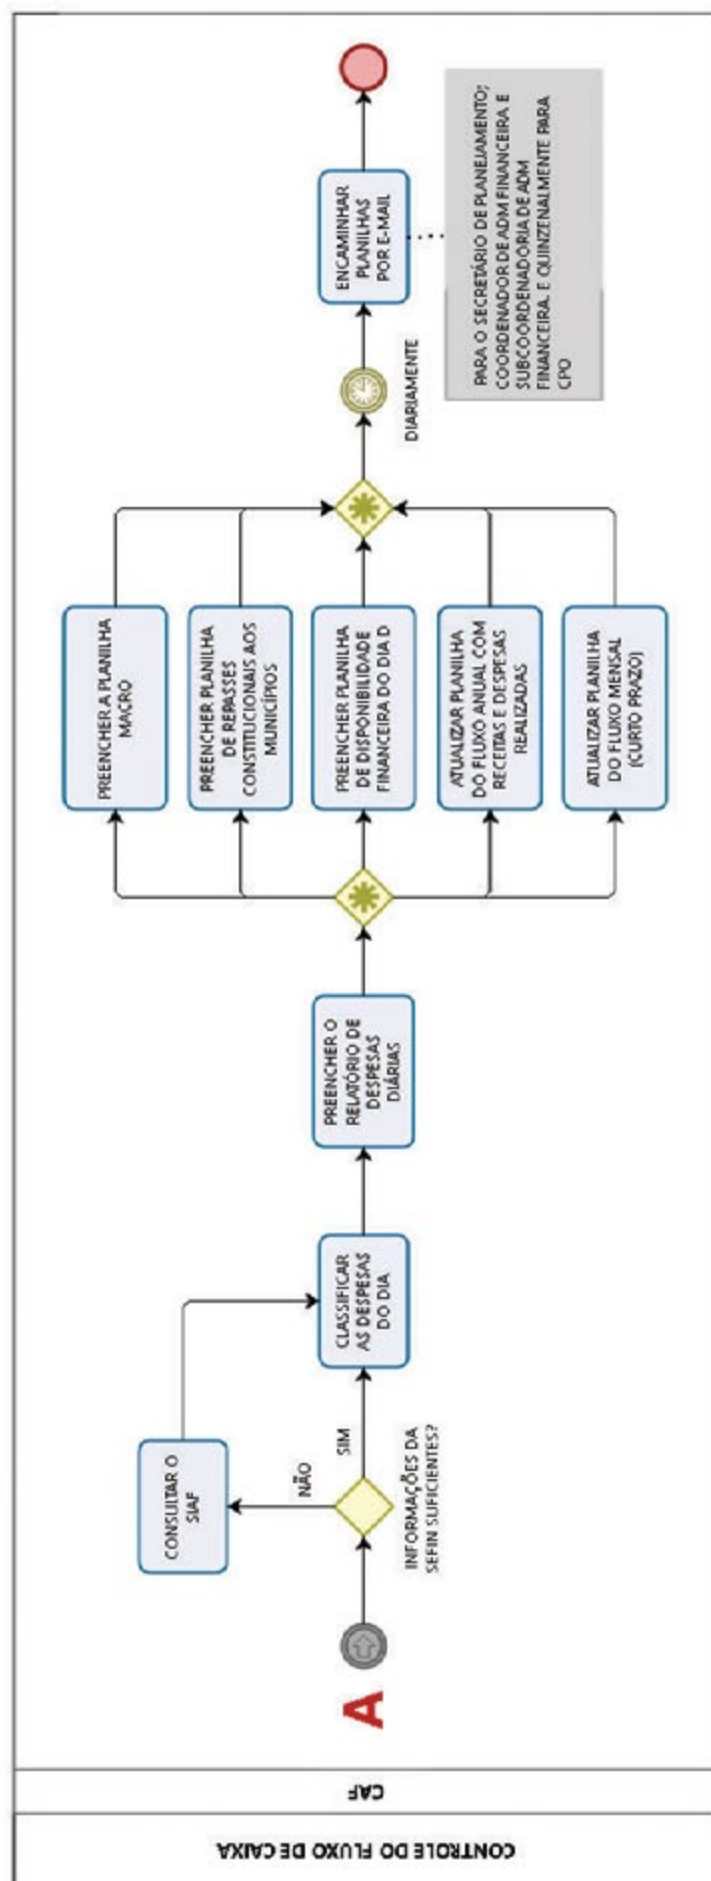 CONTROLE DO FLUXO DE CAIXA
CAF
A
INFORMAÇÕES DA
SEFIN SUFICIENTES?
NÃO
SIM
CONSULTAR O
SIAF
CLASSIFICAR
AS DESPESAS
DO DIA
PREENCHER O
RELATÓRIO DE
DESPESAS
DIÁRIAS
PREENCHER A PLANILHA
MACRO
PREENCHER PLANILHA
DE REPASSES
CONSTITUCIONAIS AOS
MUNICÍPIOS
PREENCHER PLANILHA
DE DISPONIBILIDADE
FINANCEIRA DO DIA D
ATUALIZAR PLANILHA
DO FLUXO ANUAL COM
RECEITAS E DESPESAS
REALIZADAS
ATUALIZAR PLANILHA
DO FLUXO MENSAL
(CURTO PRAZO)
DIARIAMENTE
ENCAMINHAR
PLANILHAS
POR E-MAIL
PARA O SECRETÁRIO DE PLANEJAMENTO;
COORDENADOR DE ADM FINANCEIRA E
SUBCOORDENADORIA DE ADM
FINANCEIRA. E QUINZENALMENTE PARA
CPO